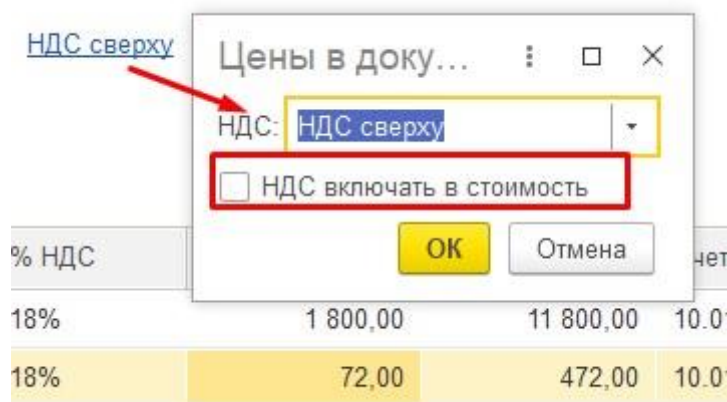 НДС сверху
Цены в доку...
НДС: НДС сверху
НДС включать в стоимость
ОК Отмена
% НДС
18% 1 800,00 11 800,00 10.0
18% 72,00 472,00 10.0